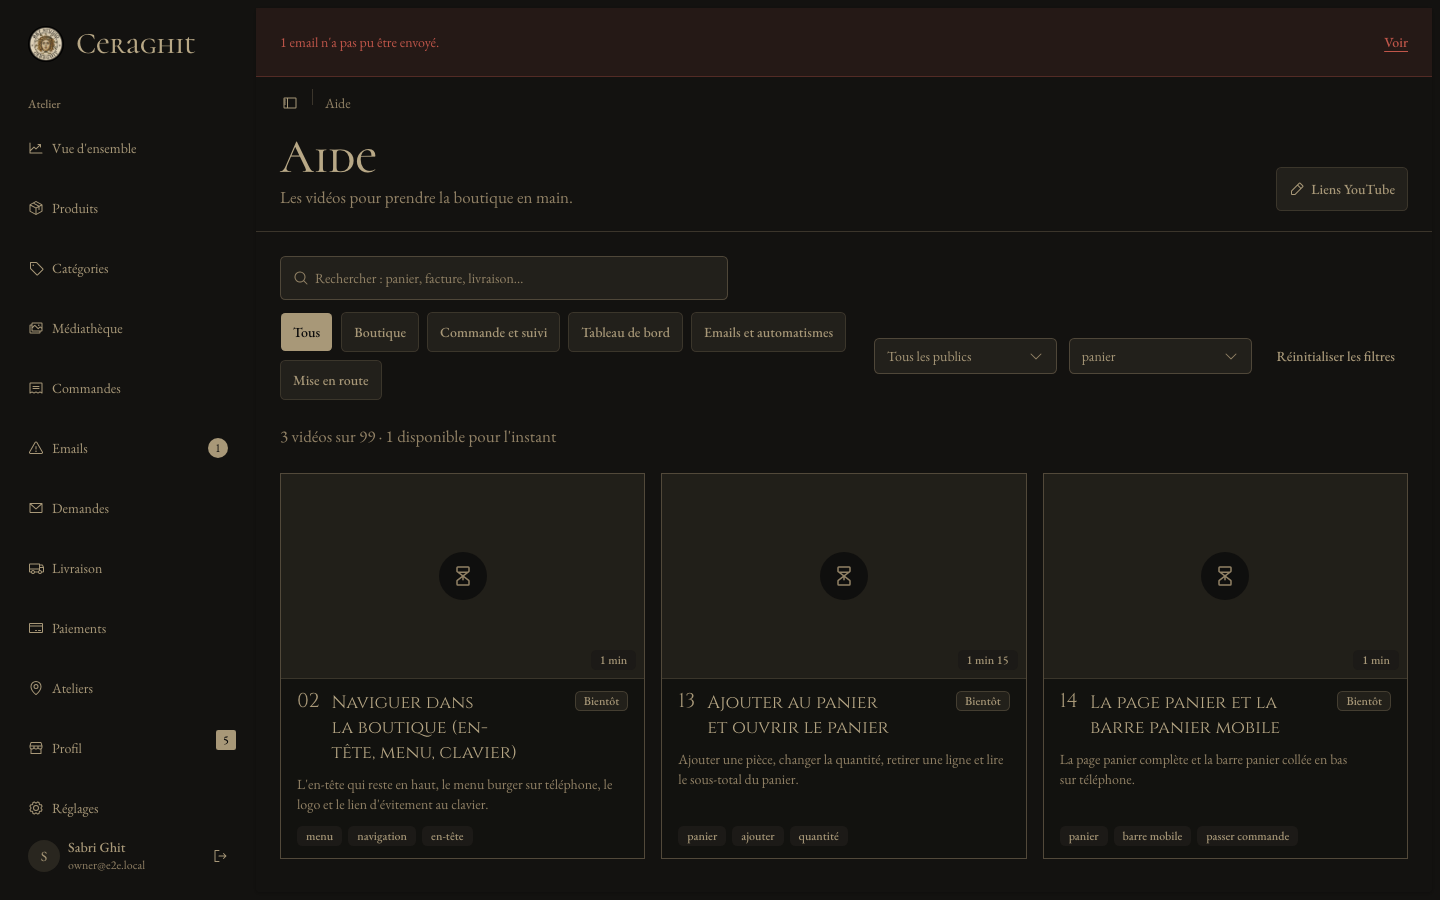 Ceraghit
Atelier
Vue d'ensemble
Produits
Catégories
Médiathèque
Commandes
Emails
1
Demandes
Livraison
Paiements
Ateliers
Profil
5
Réglages
S
Sabri Ghit
owner@e2e.local
1 email n'a pas pu être envoyé.
Voir
Aide
Aide
Les vidéos pour prendre la boutique en main.
Liens YouTube
Rechercher : panier, facture, livraison...
Tous
Boutique
Commande et suivi
Tableau de bord
Emails et automatismes
Mise en route
Tous les publics
panier
Réinitialiser les filtres
3 vidéos sur 99 · 1 disponible pour l'instant
1 min
02
Naviguer dans
la boutique (en-
tête, menu, clavier)
Bientôt
L'en-tête qui reste en haut, le menu burger sur téléphone, le
logo et le lien d'évitement au clavier.
menu
navigation
en-tête
1 min 15
13
Ajouter au panier
et ouvrir le panier
Bientôt
Ajouter une pièce, changer la quantité, retirer une ligne et lire
le sous-total du panier.
panier
ajouter
quantité
1 min
14
La page panier et la
barre panier mobile
Bientôt
La page panier complète et la barre panier collée en bas
sur téléphone.
panier
barre mobile
passer commande